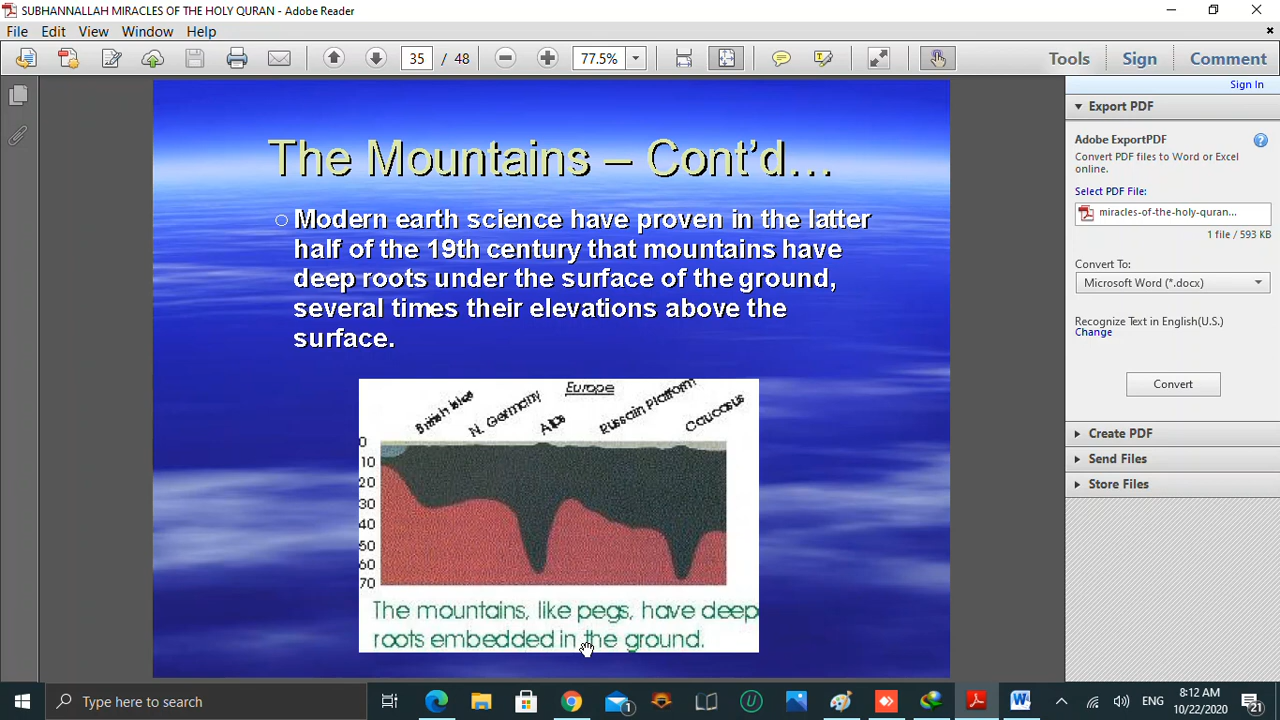 SUBHANNALLAH MIRACLES OF THE HOLY QURAN - Adobe Reader
File Edit View Window Help
35 / 48 77.5% Tools Sign Comment
Sign In
Export PDF
Adobe ExportPDF
Convert PDF files to Word or Excel
online.
Select PDF File:
miracles-of-the-holy-quran...
1 file / 593 KB
Convert To:
Microsoft Word (*.docx)
Recognize Text in English(U.S.)
Change
Convert
Create PDF
Send Files
Store Files
The Mountains – Cont'd...
Modern earth science have proven in the latter
half of the 19th century that mountains have
deep roots under the surface of the ground,
several times their elevations above the
surface.
Europe
British Isles
N. Germany
Alps
Russain Platform
Caucasus
0
10
20
30
40
50
60
70
The mountains, like pegs, have deep
roots embedded in the ground.
Type here to search
1
ENG
8:12 AM
10/22/2020
21